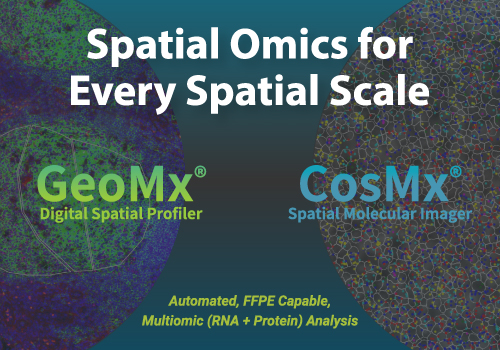 Spatial Omics for
Every Spatial Scale
GeoMx®
Digital Spatial Profiler
CosMx®
Spatial Molecular Imager
Automated, FFPE Capable,
Multiomic (RNA + Protein) Analysis